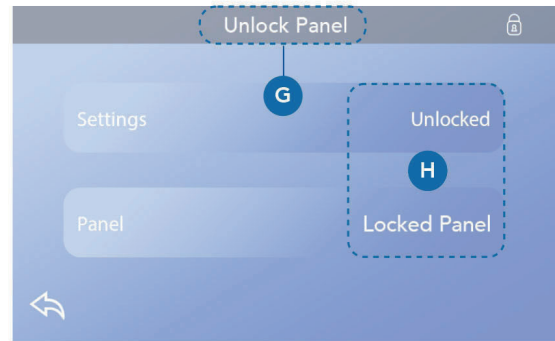 Unlock Panel
G
Settings Unlocked
H
Panel Locked Panel